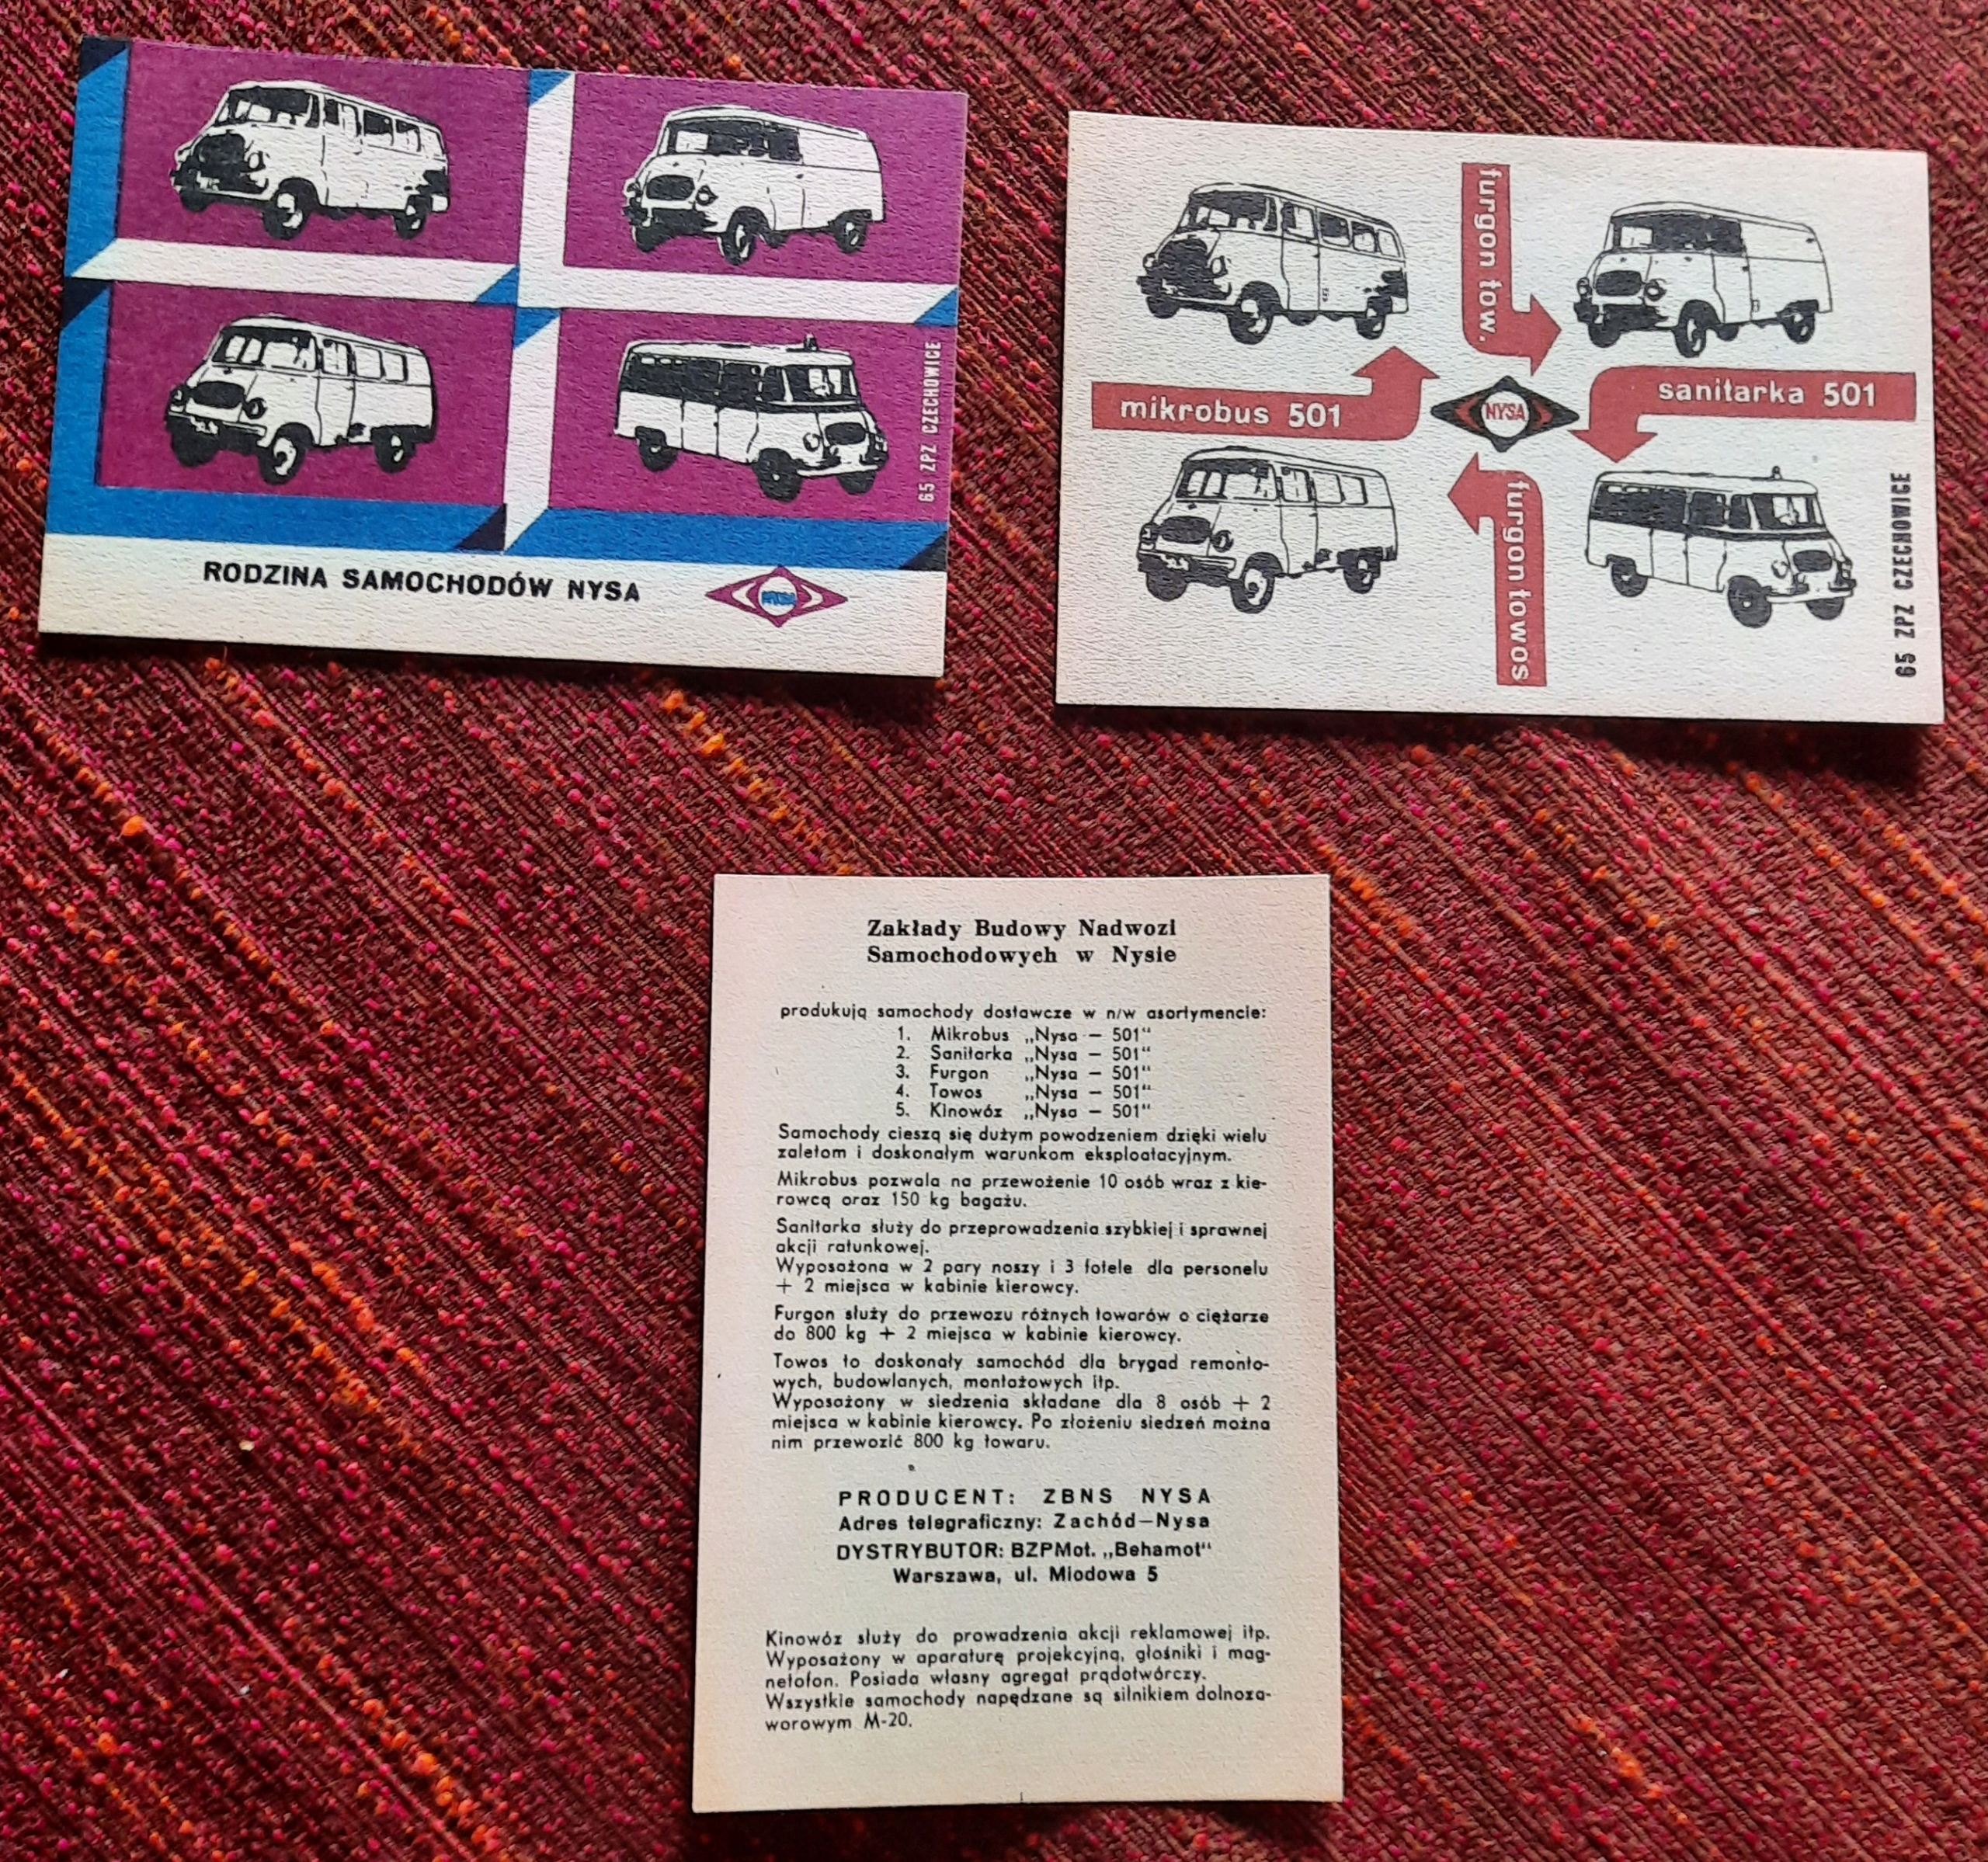 RODZINA SAMOCHODÓW NYSA
NYSA
65 ZPZ CZECHOWICE
furgon tow.
mikrobus 501
NYSA
sanitarka 501
furgon towos
65 ZPZ CZECHOWICE
Zakłady Budowy Nadwozi
Samochodowych w Nysie
produkują samochody dostawcze w n/w asortymencie:
1. Mikrobus „Nysa – 501"
2. Sanitarka „Nysa – 501"
3. Furgon „Nysa – 501"
4. Towos „Nysa – 501"
5. Kinowóz „Nysa – 501"
Samochody cieszą się dużym powodzeniem dzięki wielu
zaletom i doskonałym warunkom eksploatacyjnym.
Mikrobus pozwala na przewożenie 10 osób wraz z kie-
rowcą oraz 150 kg bagażu.
Sanitarka służy do przeprowadzenia szybkiej i sprawnej
akcji ratunkowej.
Wyposażona w 2 pary noszy i 3 fotele dla personelu
+ 2 miejsca w kabinie kierowcy.
Furgon służy do przewozu różnych towarów o ciężarze
do 800 kg + 2 miejsca w kabinie kierowcy.
Towos to doskonały samochód dla brygad remonto-
wych, budowlanych, montażowych itp.
Wyposażony w siedzenia składane dla 8 osób + 2
miejsca w kabinie kierowcy. Po złożeniu siedzeń można
nim przewozić 800 kg towaru.
PRODUCENT: ZBNS NYSA
Adres telegraficzny: Zachód–Nysa
DYSTRYBUTOR: BZPMot. „Behamot"
Warszawa, ul. Miodowa 5
Kinowóz służy do prowadzenia akcji reklamowej itp.
Wyposażony w aparaturę projekcyjną, głośniki i mag-
netofon. Posiada własny agregat prądotwórczy.
Wszystkie samochody napędzane są silnikiem dolnoza-
worowym M-20.